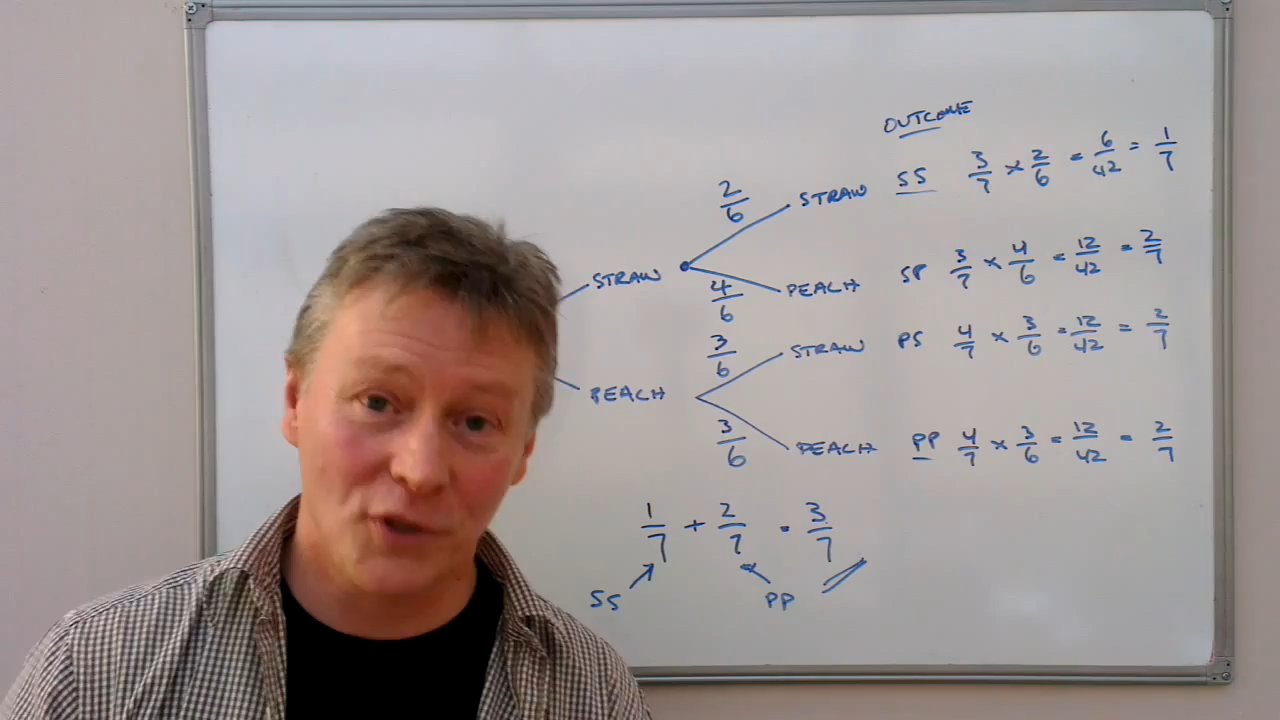 OUTCOME
2/6 STRAW SS 3/7 × 2/6 = 6/42 = 1/7
STRAW
4/6 PEACH SP 3/7 × 4/6 = 12/42 = 2/7
3/6 STRAW PS 4/7 × 3/6 = 12/42 = 2/7
PEACH
3/6 PEACH PP 4/7 × 3/6 = 12/42 = 2/7
1/7 + 2/7 = 3/7
SS PP